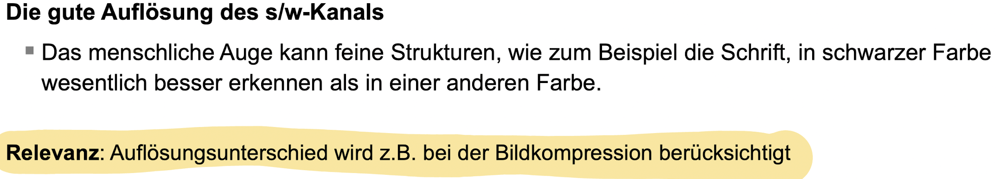 Die gute Auflösung des s/w-Kanals
▪ Das menschliche Auge kann feine Strukturen, wie zum Beispiel die Schrift, in schwarzer Farbe
wesentlich besser erkennen als in einer anderen Farbe.
Relevanz: Auflösungsunterschied wird z.B. bei der Bildkompression berücksichtigt